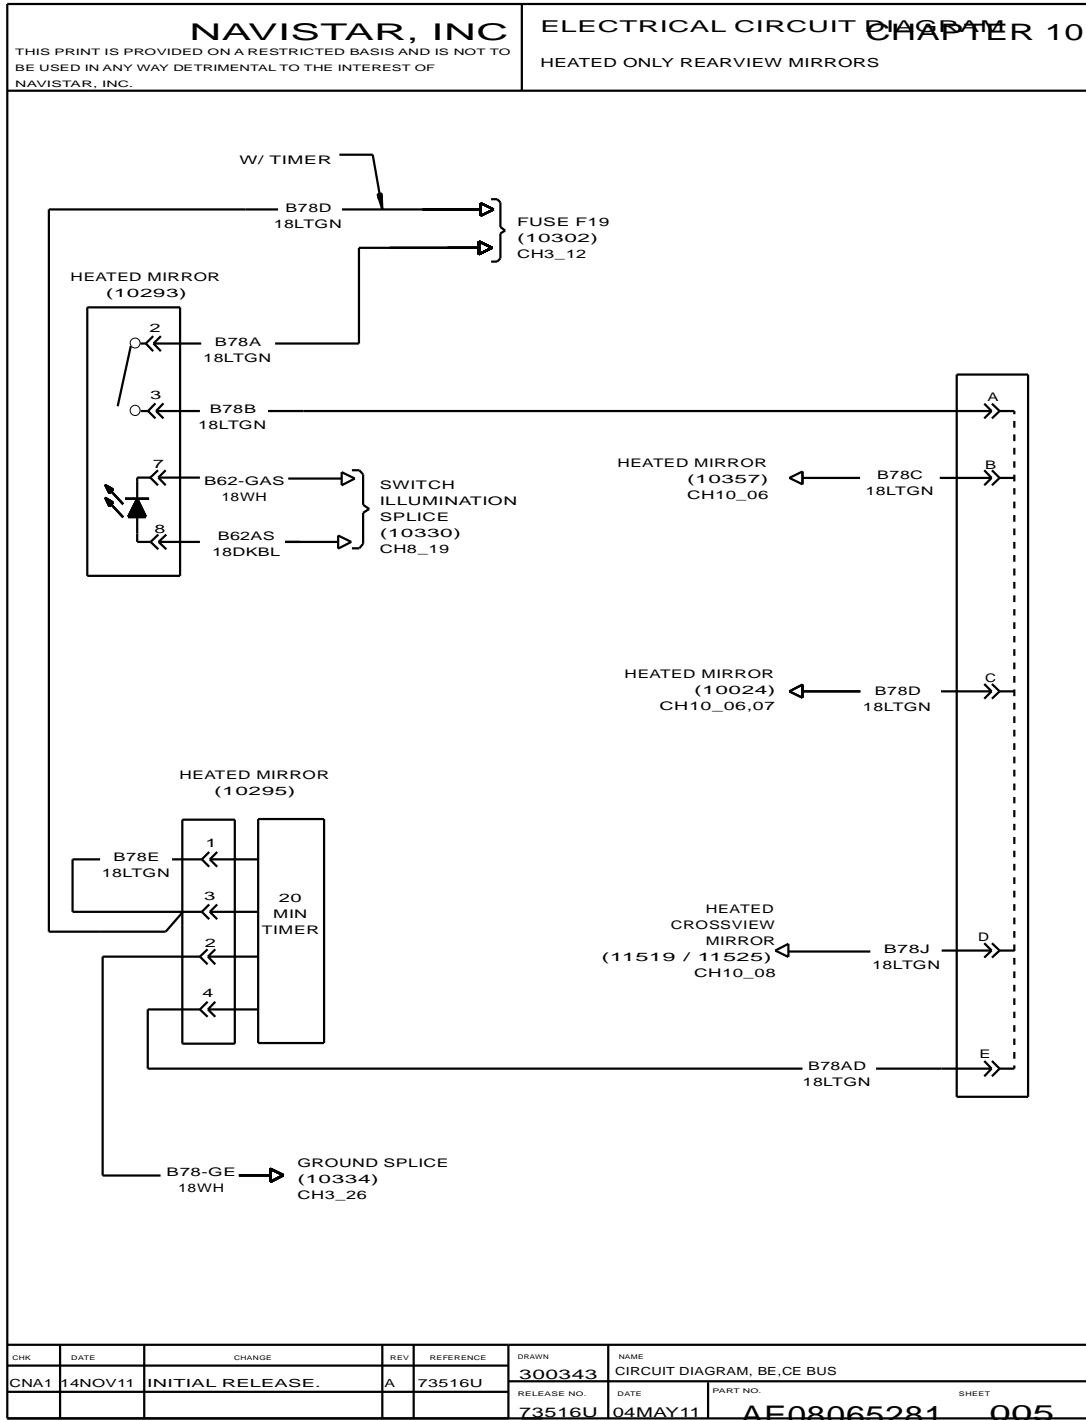 NAVISTAR, INC
THIS PRINT IS PROVIDED ON A RESTRICTED BASIS AND IS NOT TO
BE USED IN ANY WAY DETRIMENTAL TO THE INTEREST OF
NAVISTAR, INC.
ELECTRICAL CIRCUIT DIAGRAM
CHAPTER 10
HEATED ONLY REARVIEW MIRRORS
W/ TIMER
B78D
18LTGN
FUSE F19
(10302)
CH3_12
HEATED MIRROR
(10293)
2
B78A
18LTGN
3
B78B
18LTGN
A
7
B62-GAS
18WH
8
B62AS
18DKBL
SWITCH
ILLUMINATION
SPLICE
(10330)
CH8_19
HEATED MIRROR
(10357)
CH10_06
B78C
18LTGN
B
HEATED MIRROR
(10024)
CH10_06,07
B78D
18LTGN
C
HEATED MIRROR
(10295)
1
B78E
18LTGN
3
2
4
20
MIN
TIMER
HEATED
CROSSVIEW
MIRROR
(11519 / 11525)
CH10_08
B78J
18LTGN
D
B78AD
18LTGN
E
B78-GE
18WH
GROUND SPLICE
(10334)
CH3_26
CHK DATE CHANGE REV REFERENCE
CNA1 14NOV11 INITIAL RELEASE. A 73516U
DRAWN
300343
NAME
CIRCUIT DIAGRAM, BE,CE BUS
RELEASE NO.
73516U
DATE
04MAY11
PART NO.
AE08065281
SHEET
005